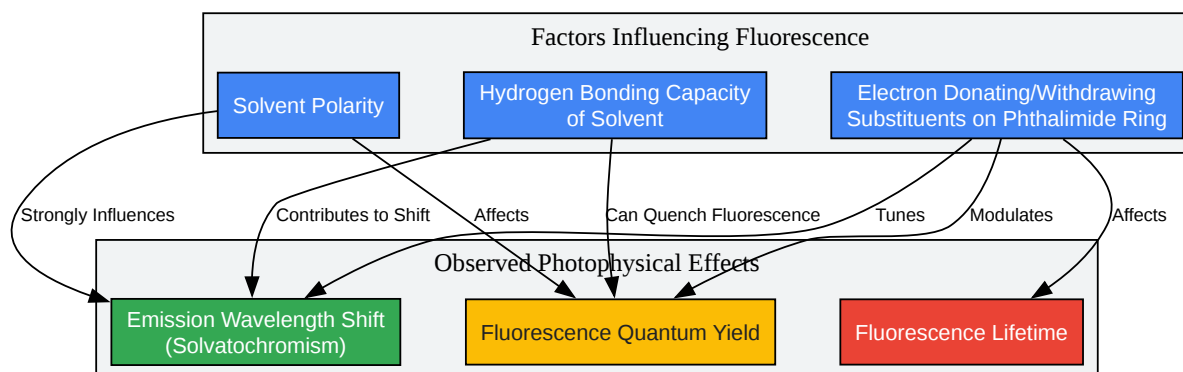 Factors Influencing Fluorescence
Solvent Polarity
Hydrogen Bonding Capacity
of Solvent
Electron Donating/Withdrawing
Substituents on Phthalimide Ring
Strongly Influences
Contributes to Shift
Affects
Can Quench Fluorescence
Tunes
Modulates
Affects
Observed Photophysical Effects
Emission Wavelength Shift
(Solvatochromism)
Fluorescence Quantum Yield
Fluorescence Lifetime